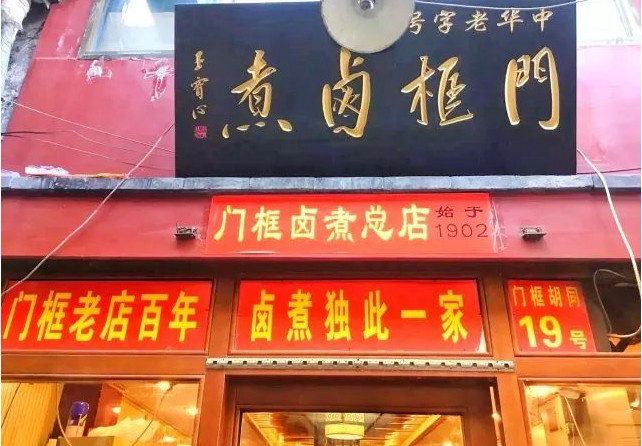 中华老字号
門框鹵煮
门框卤煮总店
始于
1902
门框老店百年
卤煮独此一家
门框胡同
19号